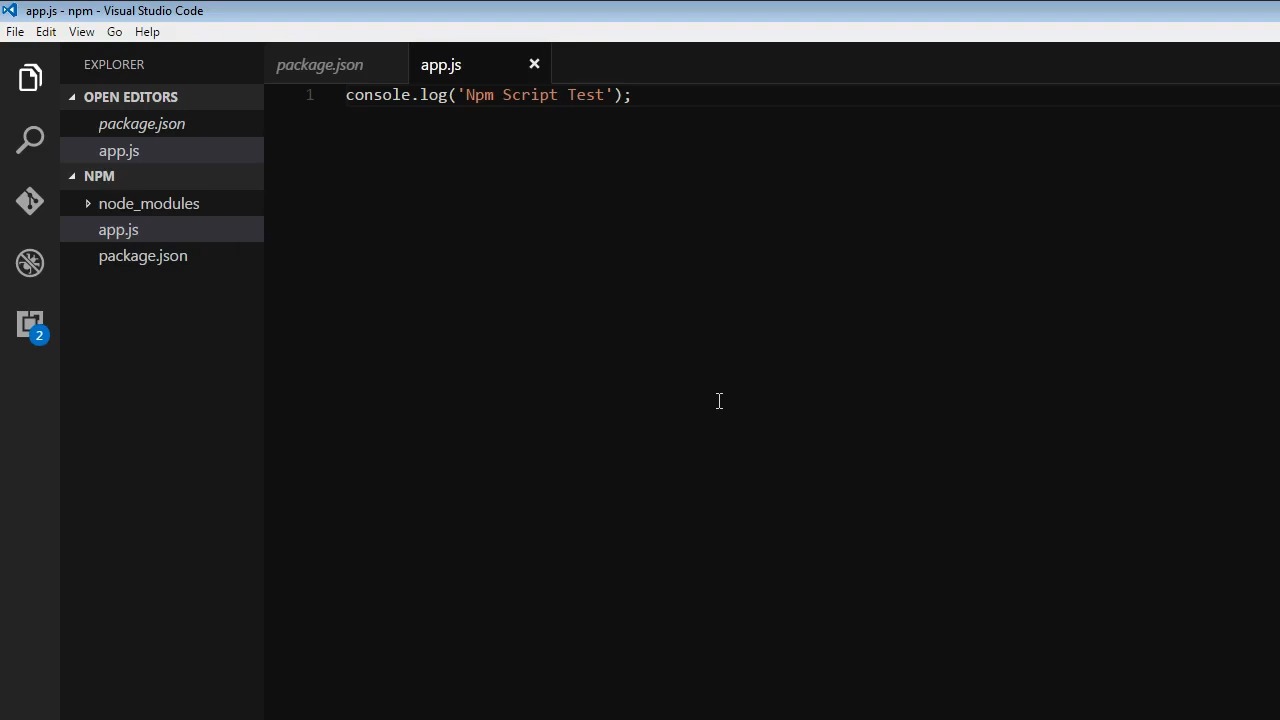 app.js - npm - Visual Studio Code
File Edit View Go Help
EXPLORER
OPEN EDITORS
package.json
app.js
NPM
node_modules
app.js
package.json
2
package.json app.js
1 console.log('Npm Script Test');